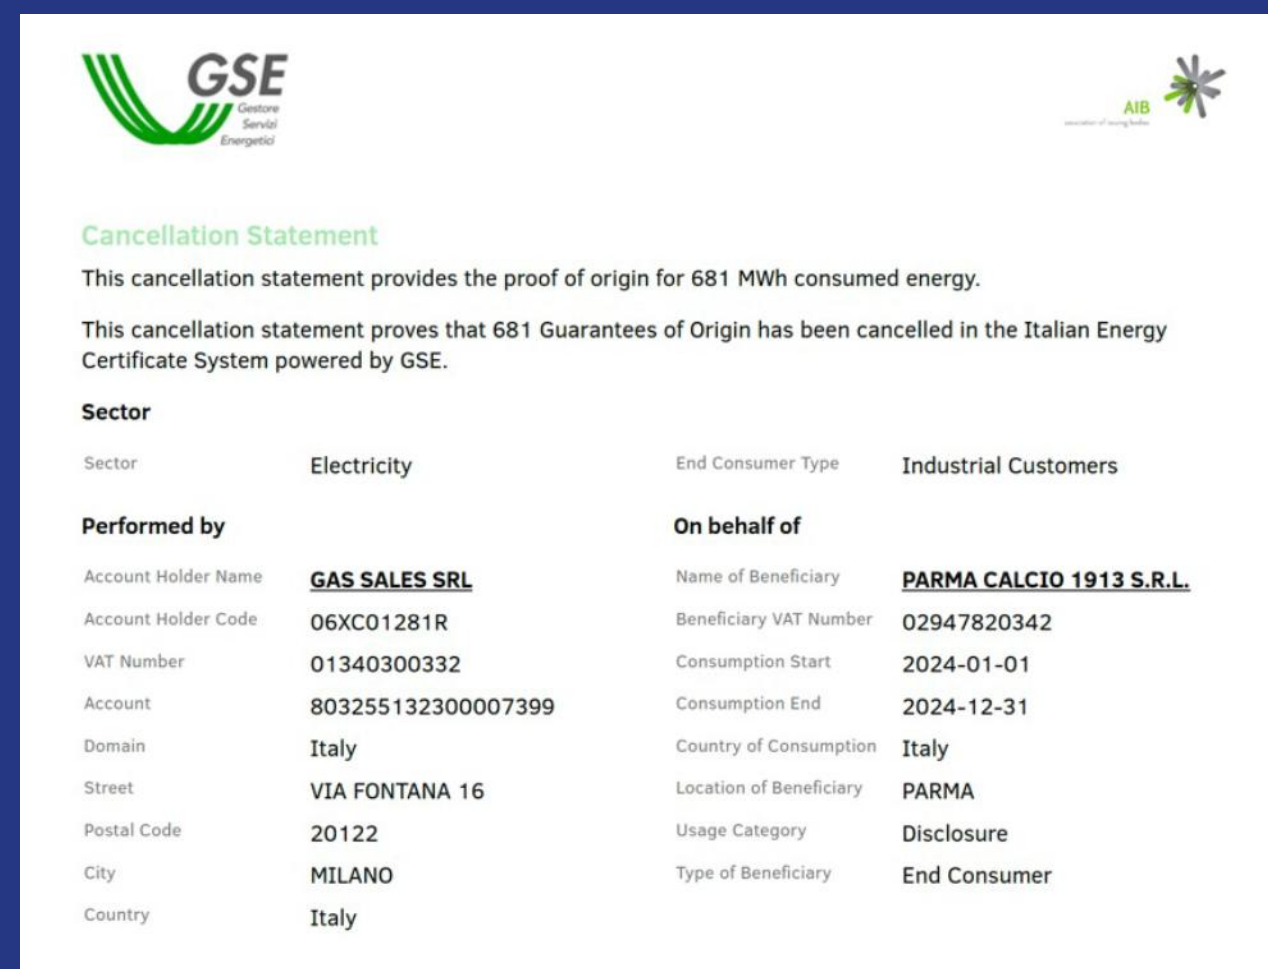 GSE
Gestore
Servizi
Energetici
AIB
association of issuing bodies
Cancellation Statement
This cancellation statement provides the proof of origin for 681 MWh consumed energy.
This cancellation statement proves that 681 Guarantees of Origin has been cancelled in the Italian Energy
Certificate System powered by GSE.
Sector
Sector Electricity End Consumer Type Industrial Customers
Performed by On behalf of
Account Holder Name GAS SALES SRL Name of Beneficiary PARMA CALCIO 1913 S.R.L.
Account Holder Code 06XC01281R Beneficiary VAT Number 02947820342
VAT Number 01340300332 Consumption Start 2024-01-01
Account 803255132300007399 Consumption End 2024-12-31
Domain Italy Country of Consumption Italy
Street VIA FONTANA 16 Location of Beneficiary PARMA
Postal Code 20122 Usage Category Disclosure
City MILANO Type of Beneficiary End Consumer
Country Italy